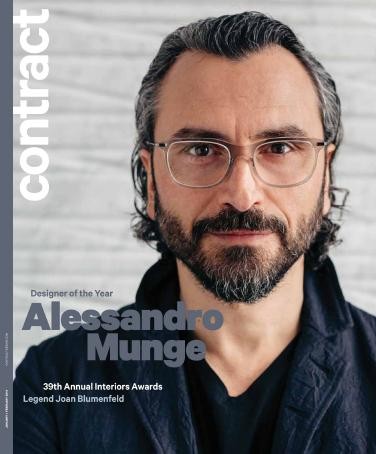 contract
Designer of the Year
Alessandro
Munge
39th Annual Interiors Awards
Legend Joan Blumenfeld